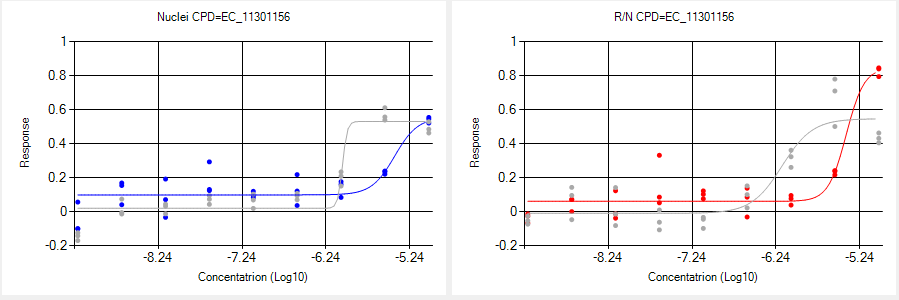 Nuclei CPD=EC_11301156
1
0.8
0.6
0.4
0.2
0
-0.2
Response
-8.24 -7.24 -6.24 -5.24
Concentatrion (Log10)
R/N CPD=EC_11301156
1
0.8
0.6
0.4
0.2
0
-0.2
Response
-8.24 -7.24 -6.24 -5.24
Concentatrion (Log10)